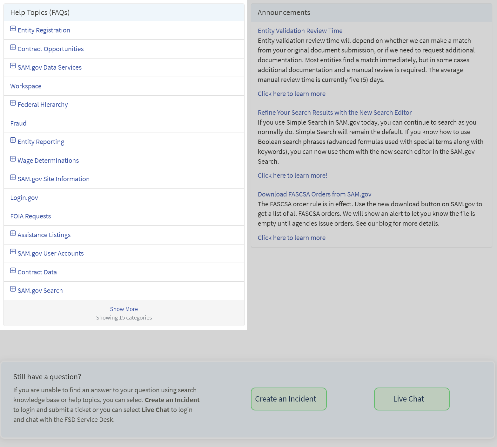 Help Topics (FAQs)
Entity Registration
Contract Opportunities
SAM.gov Data Services
Workspace
Federal Hierarchy
Fraud
Entity Reporting
Wage Determinations
SAM.gov Site Information
Login.gov
FOIA Requests
Assistance Listings
SAM.gov User Accounts
Contract Data
SAM.gov Search
Show More
Showing 15 categories
Announcements
Entity Validation Review Time
Entity validation review time will depend on whether we can make a match
from your original document submission, or if we need to request additional
documentation. Most entities find a match immediately, but in some cases
additional documentation and a manual review is required. The average
manual review time is currently five (5) days.
Click here to learn more
Refine Your Search Results with the New Search Editor
If you use Simple Search in SAM.gov today, you can continue to search as you
normally do. Simple Search will remain the default. If you know how to use
Boolean search phrases (advanced formulas used with special terms along with
keywords), you can now use them with the new search editor in the SAM.gov
Search.
Click here to learn more!
Download FASCSA Orders from SAM.gov
The FASCSA order rule is in effect. Use the new download button on SAM.gov to
get a list of all FASCSA orders. We will show an alert to let you know the file is
empty until agencies issue orders. See our blog for more details.
Click here to learn more
Still have a question?
If you are unable to find an answer to your question using search
knowledge base or help topics, you can select Create an Incident
to login and submit a ticket or you can select Live Chat to login
and chat with the FSD Service Desk.
Create an Incident
Live Chat